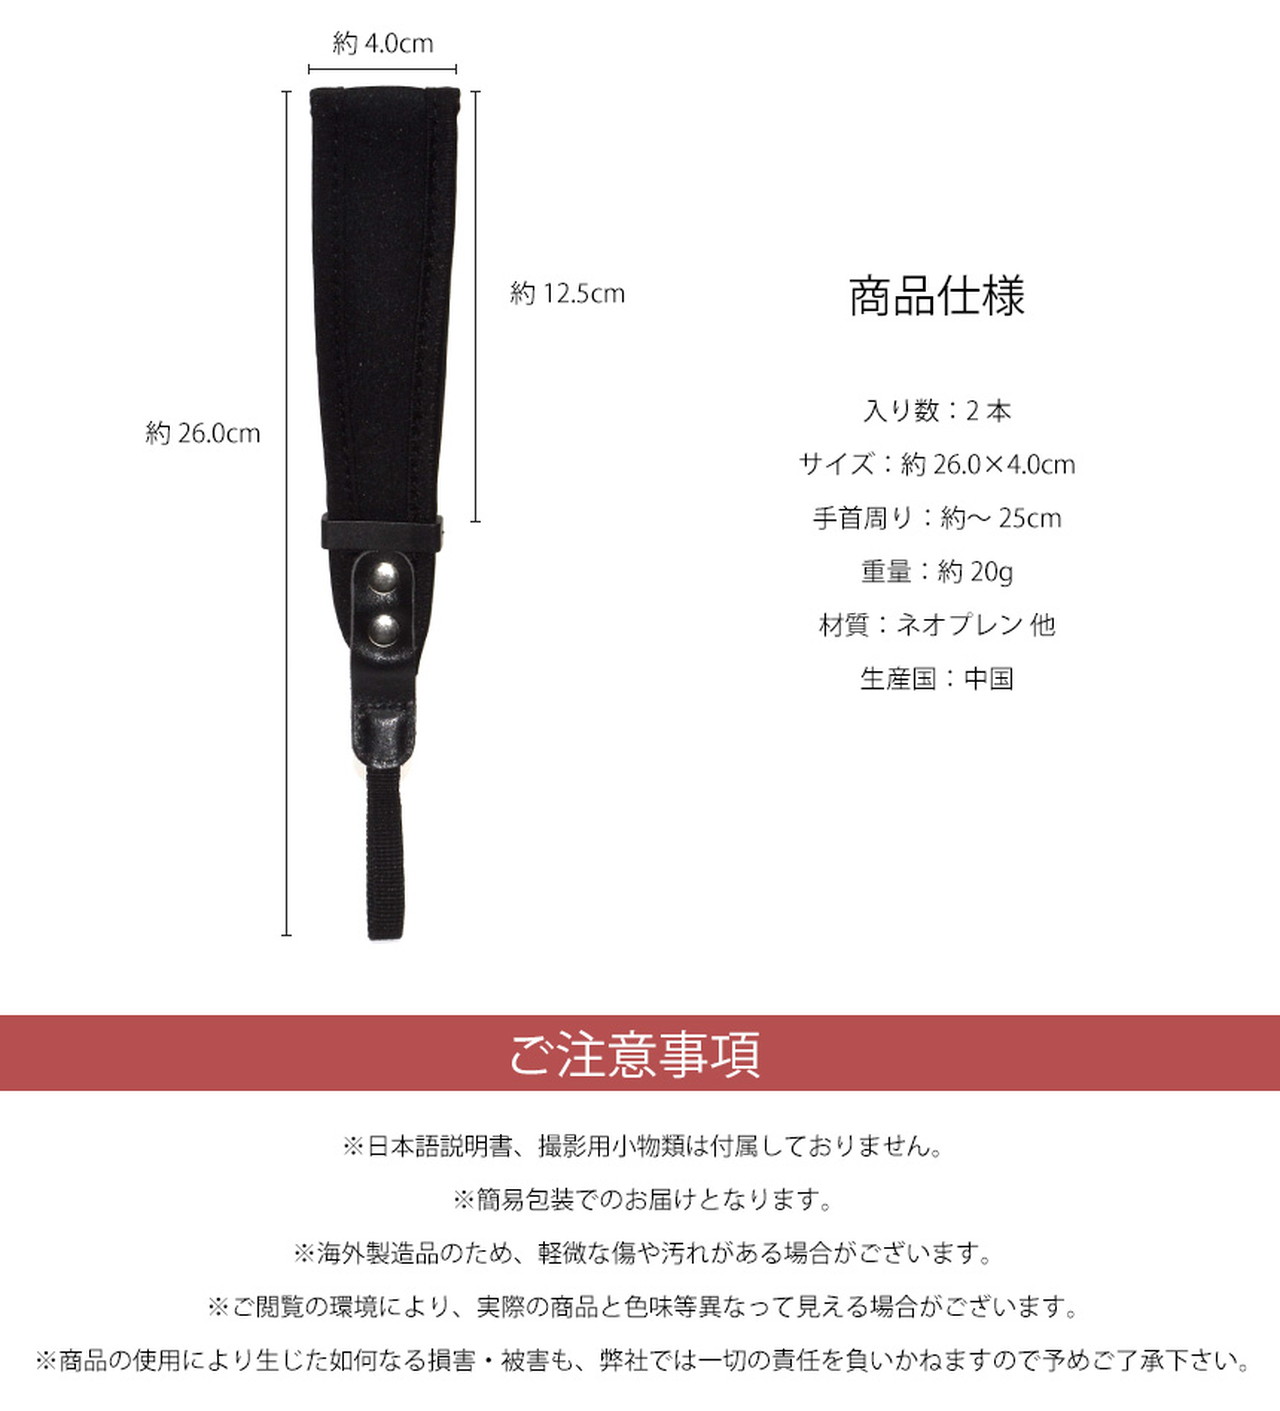 約 4.0cm
約 12.5cm
約 26.0cm
商品仕様
入り数：2 本
サイズ：約 26.0×4.0cm
手首周り：約～ 25cm
重量：約 20g
材質：ネオプレン 他
生産国：中国
ご注意事項
※日本語説明書、撮影用小物類は付属しておりません。
※簡易包装でのお届けとなります。
※海外製造品のため、軽微な傷や汚れがある場合がございます。
※ご閲覧の環境により、実際の商品と色味等異なって見える場合がございます。
※商品の使用により生じた如何なる損害・被害も、弊社では一切の責任を負いかねますので予めご了承下さい。